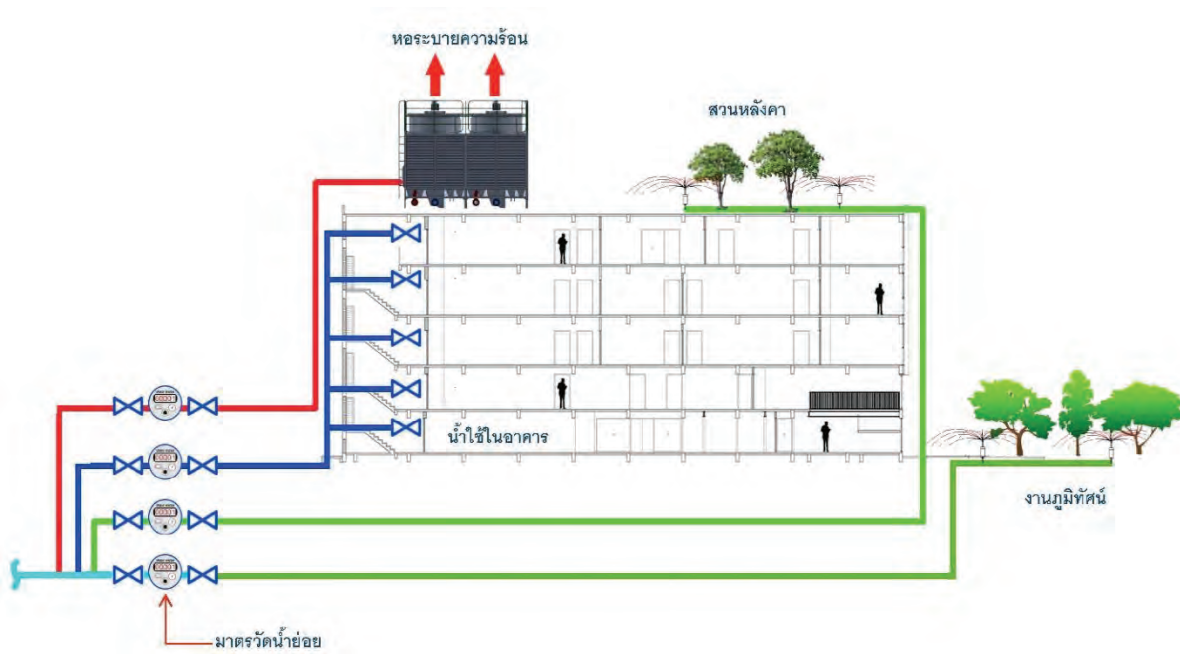 หอระบายความร้อน
สวนหลังคา
น้ำใช้ในอาคาร
งานภูมิทัศน์
มาตรวัดน้ำย่อย